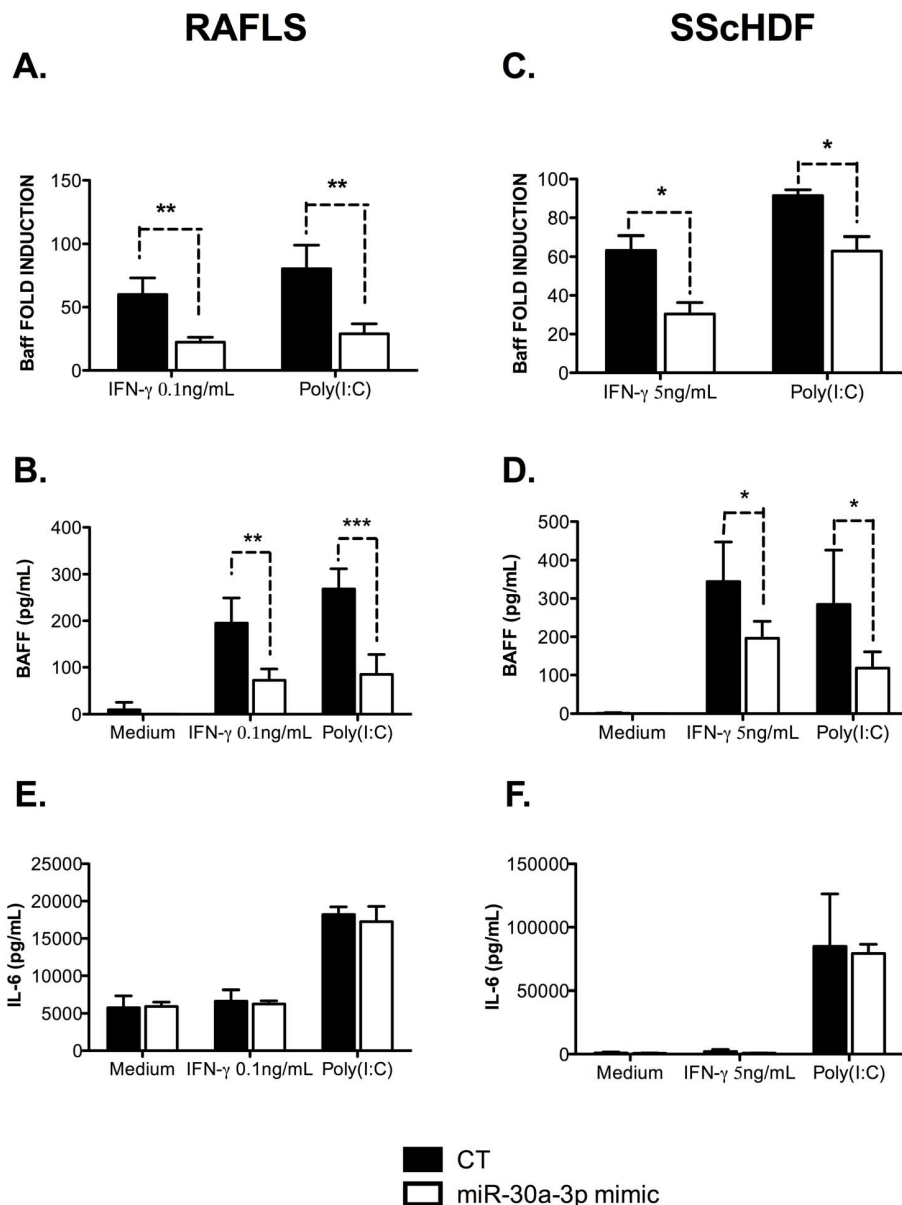 RAFLS
SScHDF
A.
Baff FOLD INDUCTION
150
100
50
0
**
**
IFN-γ 0.1ng/mL
Poly(I:C)
C.
Baff FOLD INDUCTION
100
80
60
40
20
0
*
*
IFN-γ 5ng/mL
Poly(I:C)
B.
BAFF (pg/mL)
400
300
200
100
0
**
***
Medium
IFN-γ 0.1ng/mL
Poly(I:C)
D.
BAFF (pg/mL)
500
400
300
200
100
0
*
*
Medium
IFN-γ 5ng/mL
Poly(I:C)
E.
IL-6 (pg/mL)
25000
20000
15000
10000
5000
0
Medium
IFN-γ 0.1ng/mL
Poly(I:C)
F.
IL-6 (pg/mL)
150000
100000
50000
0
Medium
IFN-γ 5ng/mL
Poly(I:C)
CT
miR-30a-3p mimic